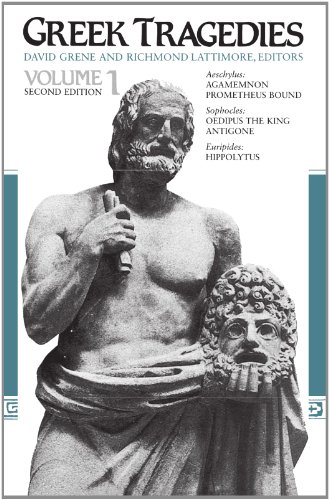 GREEK TRAGEDIES
DAVID GRENE AND RICHMOND LATTIMORE, EDITORS
VOLUME 1
SECOND EDITION
Aeschylus:
AGAMEMNON
PROMETHEUS BOUND
Sophocles:
OEDIPUS THE KING
ANTIGONE
Euripides:
HIPPOLYTUS